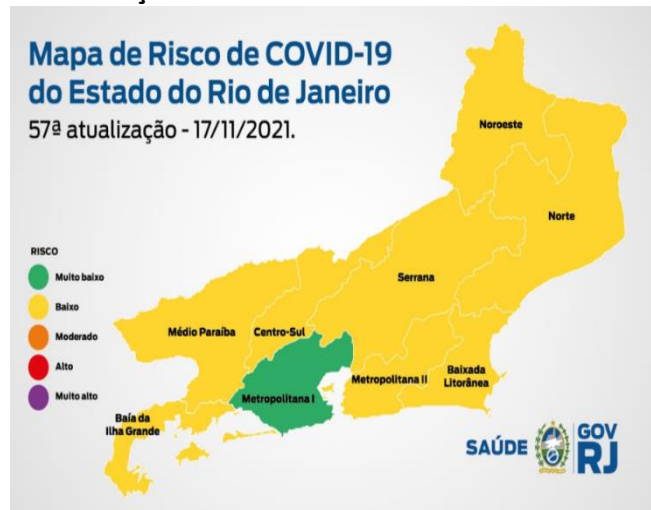 Mapa de Risco de COVID-19
do Estado do Rio de Janeiro
57ª atualização - 17/11/2021.
Noroeste
Norte
RISCO
Muito baixo
Baixo
Moderado
Alto
Muito alto
Serrana
Médio Paraíba
Centro-Sul
Metropolitana I
Metropolitana II
Baixada
Litorânea
Baía da
Ilha Grande
SAÚDE
GOV
RJ